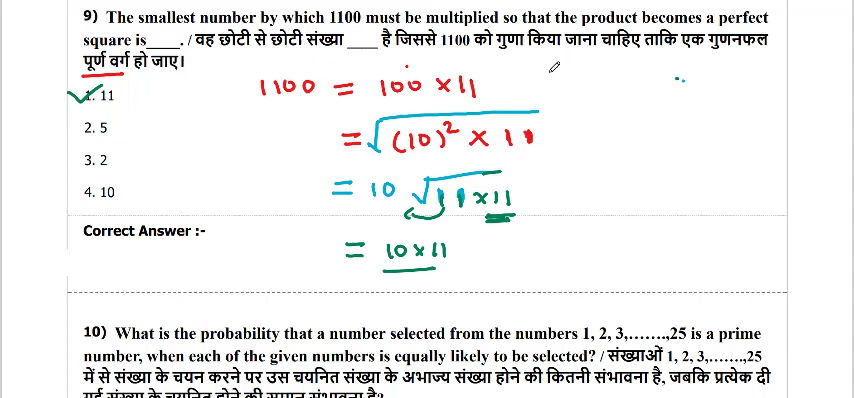 9) The smallest number by which 1100 must be multiplied so that the product becomes a perfect
square is____. / वह छोटी से छोटी संख्या ____ है जिससे 1100 को गुणा किया जाना चाहिए ताकि एक गुणनफल
पूर्ण वर्ग हो जाए।
1100 = 100 × 11
1. 11
2. 5
= √(10)² × 11
3. 2
4. 10
= 10 √11 × 11
Correct Answer :-
= 10 × 11
10) What is the probability that a number selected from the numbers 1, 2, 3,.......,25 is a prime
number, when each of the given numbers is equally likely to be selected? / संख्याओं 1, 2, 3,.......,25
में से संख्या के चयन करने पर उस चयनित संख्या के अभाज्य संख्या होने की कितनी संभावना है, जबकि प्रत्येक दी
गई संख्या के चयनित होने की समान संभावना है?